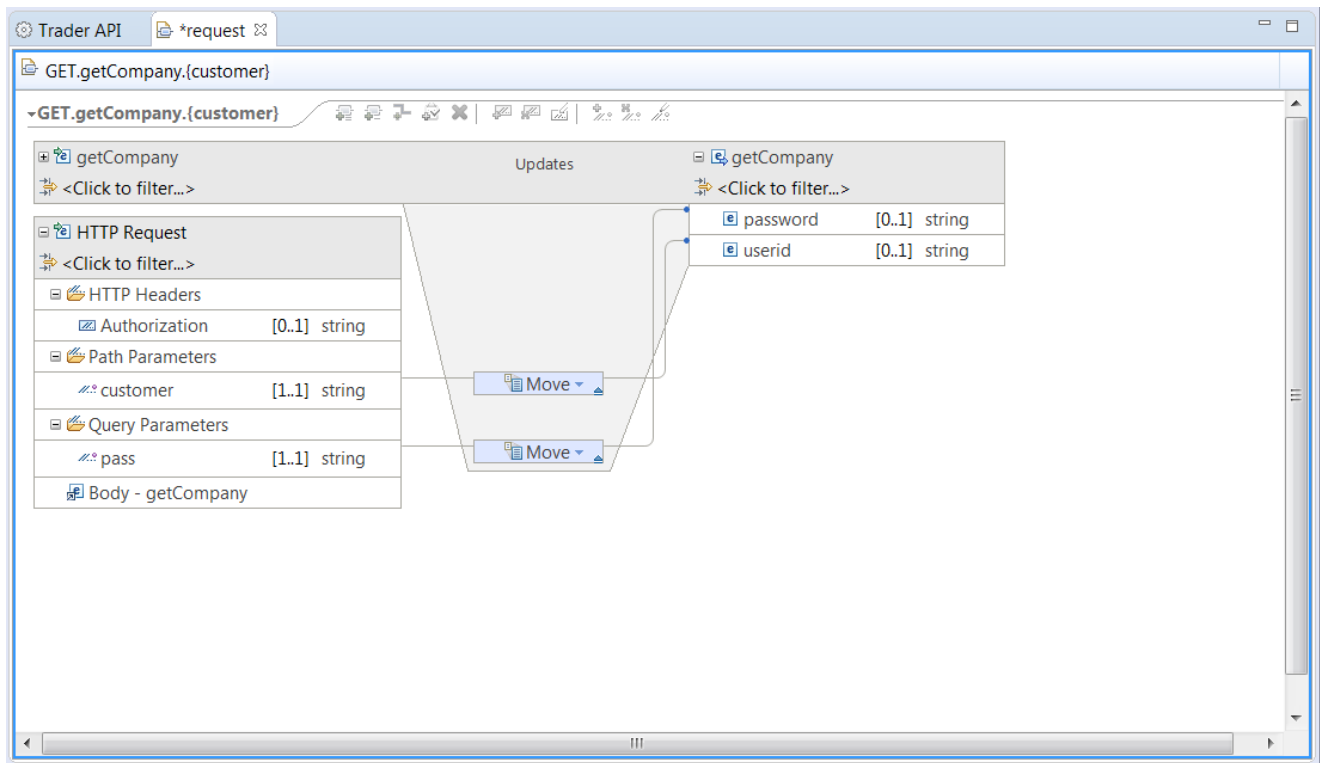 Trader API
*request
GET.getCompany.{customer}
GET.getCompany.{customer}
getCompany
<Click to filter...>
Updates
getCompany
<Click to filter...>
password [0..1] string
userid [0..1] string
HTTP Request
<Click to filter...>
HTTP Headers
Authorization [0..1] string
Path Parameters
customer [1..1] string
Query Parameters
pass [1..1] string
Body - getCompany
Move
Move